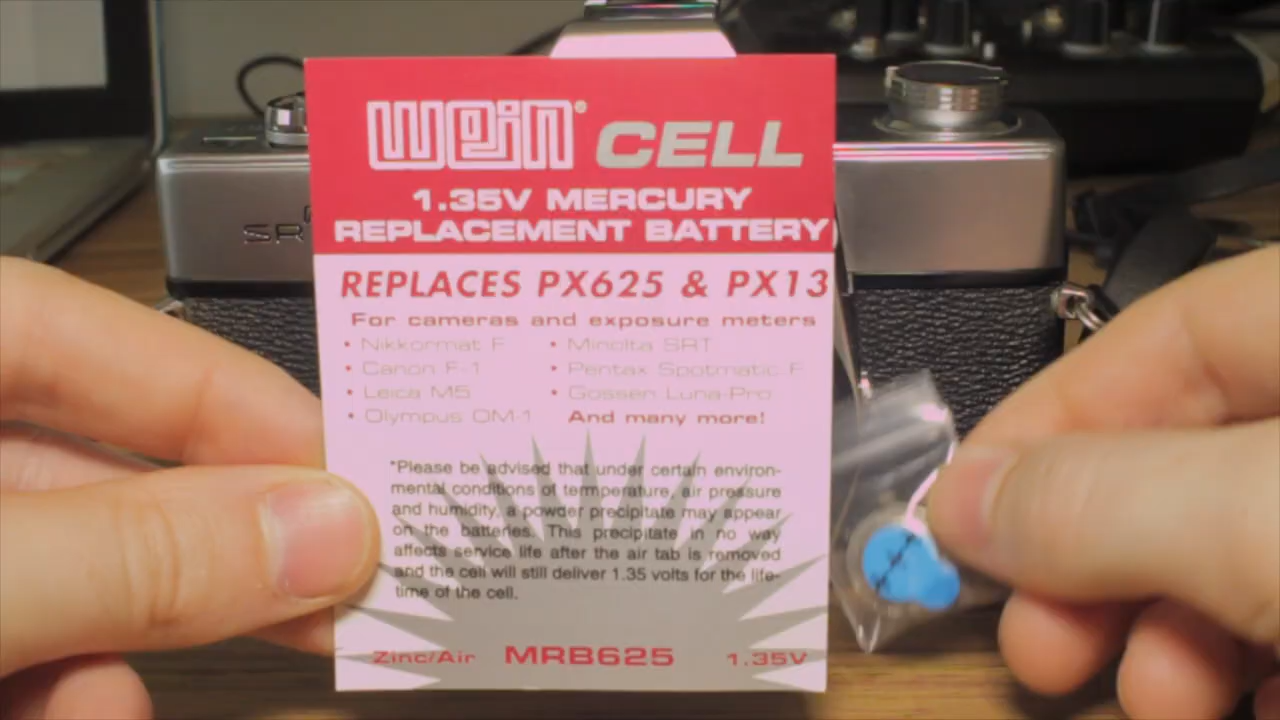 SR
wein® CELL
1.35V MERCURY
REPLACEMENT BATTERY
REPLACES PX625 & PX13
For cameras and exposure meters
• Nikkormat F
• Canon F-1
• Leica M5
• Olympus OM-1
• Minolta SRT
• Pentax Spotmatic F
• Gossen Luna-Pro
And many more!
*Please be advised that under certain environ-
mental conditions of termperature, air pressure
and humidity, a powder precipitate may appear
on the batteries. This precipitate in no way
affects service life after the air tab is removed
and the cell will still deliver 1.35 volts for the life-
time of the cell.
Zinc/Air MRB625 1.35V